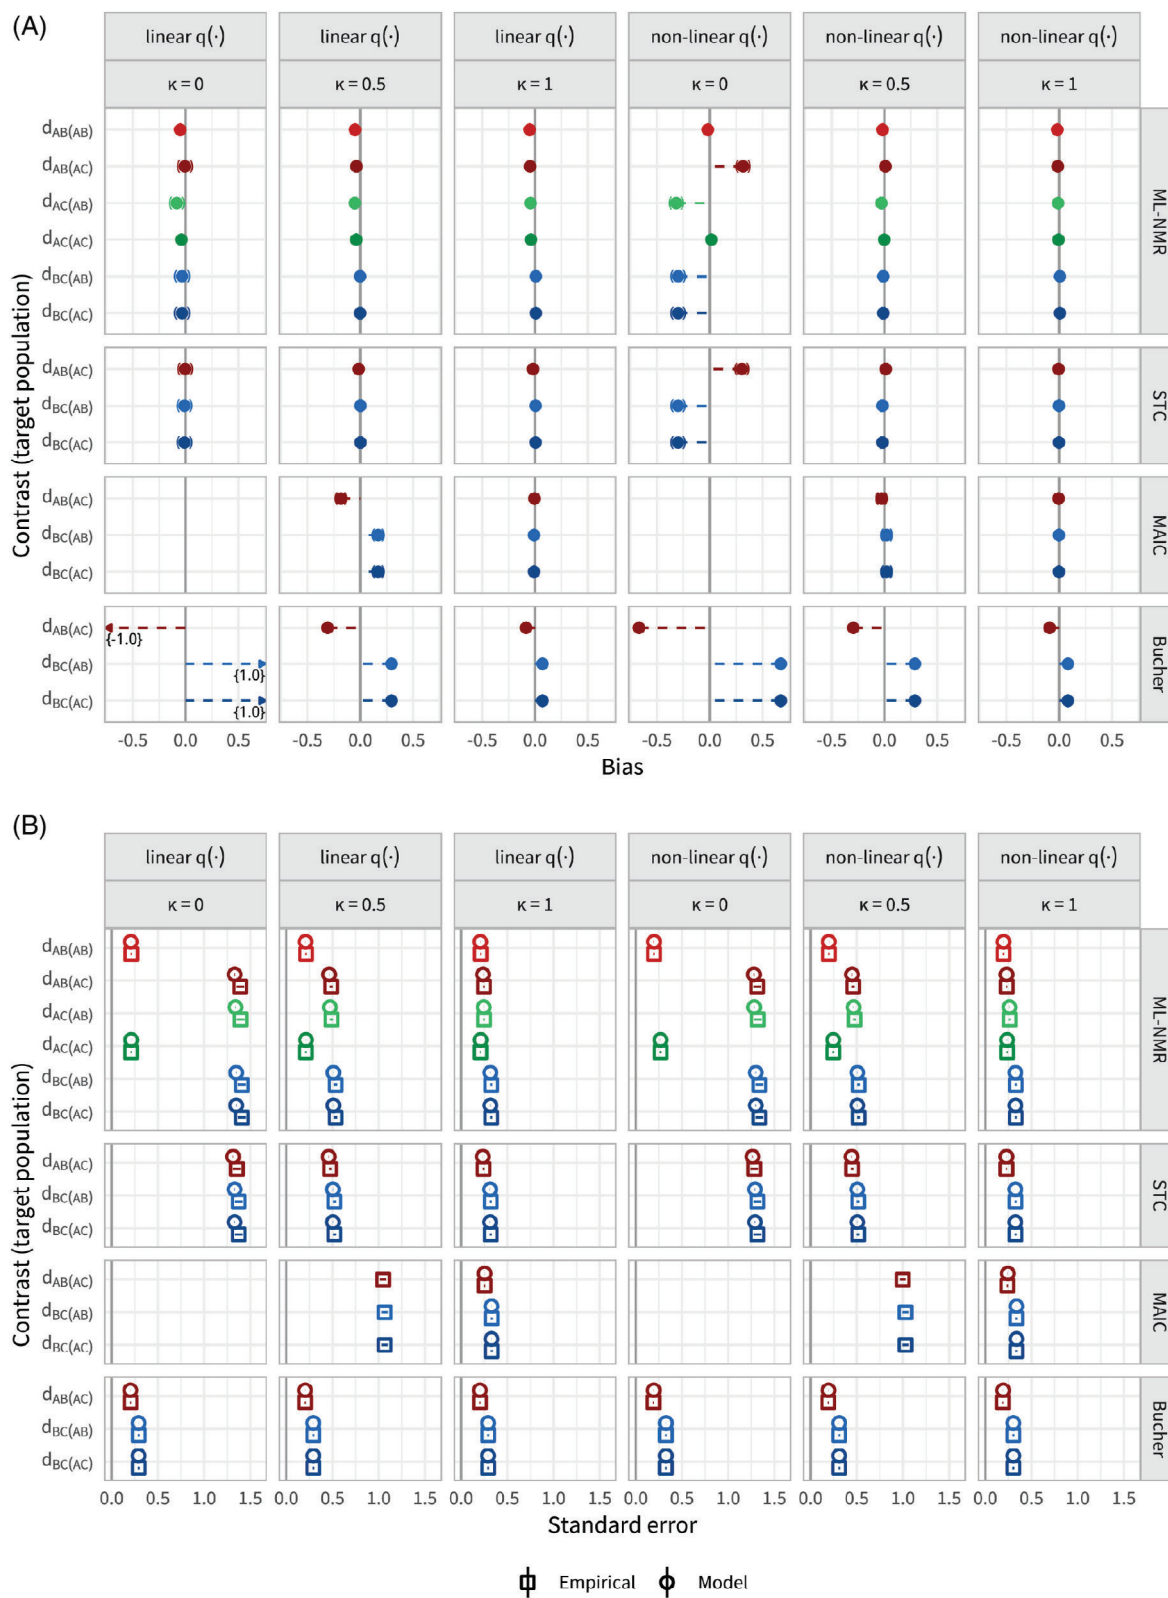 (A)
linear q(·) linear q(·) linear q(·) non-linear q(·) non-linear q(·) non-linear q(·)
κ = 0 κ = 0.5 κ = 1 κ = 0 κ = 0.5 κ = 1
Contrast (target population)
dAB(AB)
dAB(AC)
dAC(AB)
dAC(AC)
dBC(AB)
dBC(AC)
ML-NMR
dAB(AC)
dBC(AB)
dBC(AC)
STC
dAB(AC)
dBC(AB)
dBC(AC)
MAIC
dAB(AC)
{-1.0}
dBC(AB)
{1.0}
dBC(AC)
{1.0}
Bucher
-0.5 0.0 0.5 -0.5 0.0 0.5 -0.5 0.0 0.5 -0.5 0.0 0.5 -0.5 0.0 0.5 -0.5 0.0 0.5
Bias
(B)
linear q(·) linear q(·) linear q(·) non-linear q(·) non-linear q(·) non-linear q(·)
κ = 0 κ = 0.5 κ = 1 κ = 0 κ = 0.5 κ = 1
Contrast (target population)
dAB(AB)
dAB(AC)
dAC(AB)
dAC(AC)
dBC(AB)
dBC(AC)
ML-NMR
dAB(AC)
dBC(AB)
dBC(AC)
STC
dAB(AC)
dBC(AB)
dBC(AC)
MAIC
dAB(AC)
dBC(AB)
dBC(AC)
Bucher
0.0 0.5 1.0 1.5 0.0 0.5 1.0 1.5 0.0 0.5 1.0 1.5 0.0 0.5 1.0 1.5 0.0 0.5 1.0 1.5 0.0 0.5 1.0 1.5
Standard error
Empirical Model